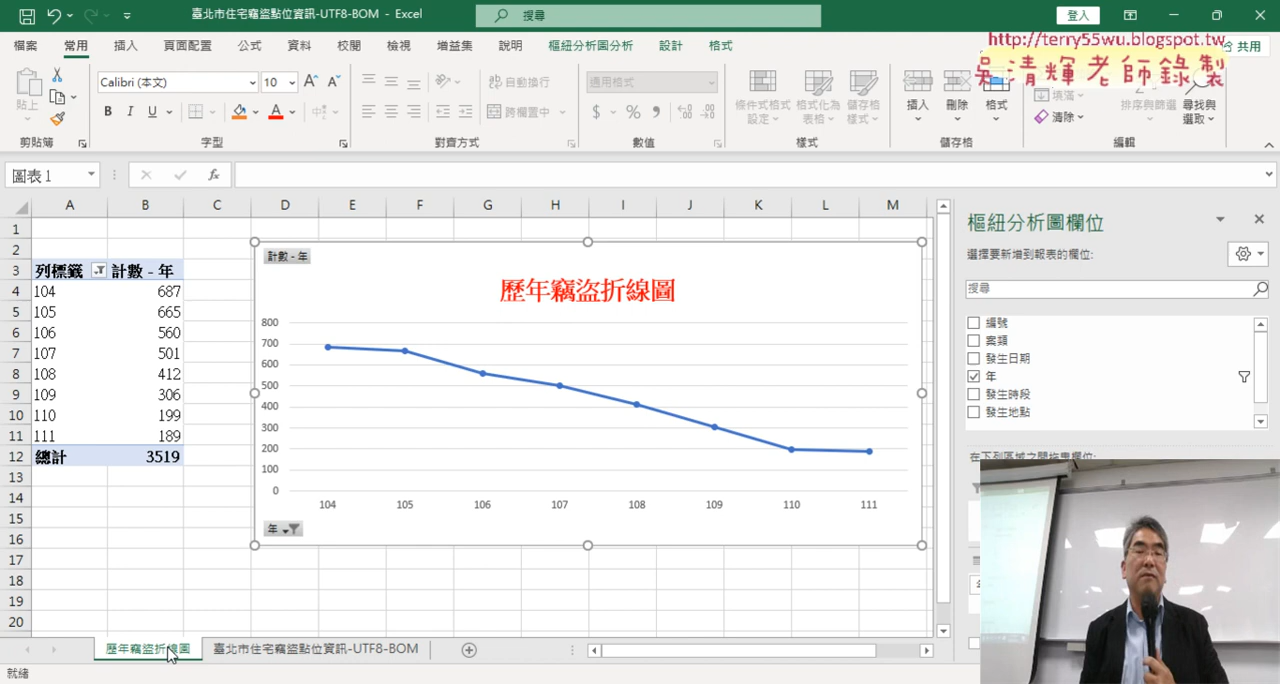 臺北市住宅竊盜點位資訊-UTF8-BOM - Excel
搜尋
登入
檔案 常用 插入 頁面配置 公式 資料 校閱 檢視 增益集 說明 樞紐分析圖分析 設計 格式
共用
http://terry55wu.blogspot.tw
吳清輝老師錄製
貼上
Calibri (本文) 10
B I U A
自動換行
跨欄置中
通用格式
$ % 9
條件式格式設定 格式化為表格 儲存格樣式
插入 刪除 格式
填滿
清除
排序與篩選 尋找與選取
剪貼簿 字型 對齊方式 數值 樣式 儲存格 編輯
圖表 1
fx
A B C D E F G H I J K L M
1
2
3 列標籤 計數 - 年
4 104 687
5 105 665
6 106 560
7 107 501
8 108 412
9 109 306
10 110 199
11 111 189
12 總計 3519
13
14
15
16
17
18
19
20
計數 - 年
歷年竊盜折線圖
800
700
600
500
400
300
200
100
0
104 105 106 107 108 109 110 111
年
樞紐分析圖欄位
選擇要新增到報表的欄位:
搜尋
編號
案類
發生日期
年
發生時段
發生地點
在下列區域之間拖曳欄位:
歷年竊盜折線圖 臺北市住宅竊盜點位資訊-UTF8-BOM
就緒